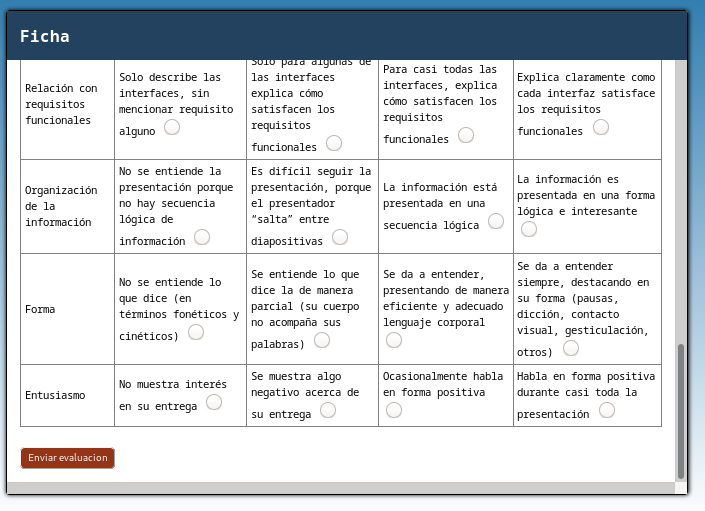 Ficha
Relación con
requisitos
funcionales
Solo describe las
interfaces, sin
mencionar requisito
alguno
Solo para algunas de
las interfaces
explica cómo
satisfacen los
requisitos
funcionales
Para casi todas las
interfaces, explica
cómo satisfacen los
requisitos
funcionales
Explica claramente como
cada interfaz satisface
los requisitos
funcionales
Organización
de la
información
No se entiende la
presentación porque
no hay secuencia
lógica de
información
Es difícil seguir la
presentación, porque
el presentador
“salta” entre
diapositivas
La información está
presentada en una
secuencia lógica
La información es
presentada en una forma
lógica e interesante
Forma
No se entiende lo
que dice (en
términos fonéticos y
cinéticos)
Se entiende lo que
dice la de manera
parcial (su cuerpo
no acompaña sus
palabras)
Se da a entender,
presentando de manera
eficiente y adecuado
lenguaje corporal
Se da a entender
siempre, destacando en
su forma (pausas,
dicción, contacto
visual, gesticulación,
otros)
Entusiasmo
No muestra interés
en su entrega
Se muestra algo
negativo acerca de
su entrega
Ocasionalmente habla
en forma positiva
Habla en forma positiva
durante casi toda la
presentación
Enviar evaluacion